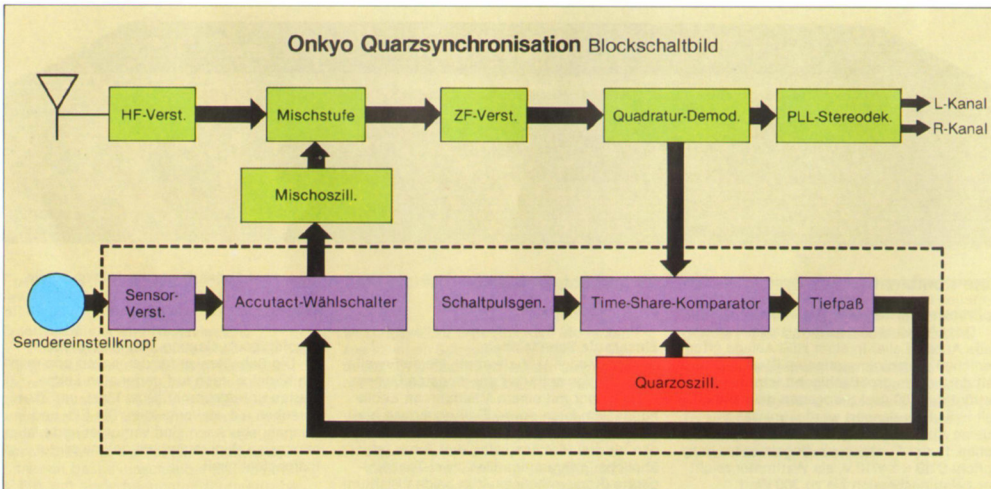 Onkyo Quarzsynchronisation Blockschaltbild
HF-Verst.
Mischstufe
ZF-Verst.
Quadratur-Demod.
PLL-Stereodek.
L-Kanal
R-Kanal
Mischoszill.
Sensor-
Verst.
Accutact-Wählschalter
Schaltpulsgen.
Time-Share-Komparator
Tiefpaß
Sendereinstellknopf
Quarzoszill.